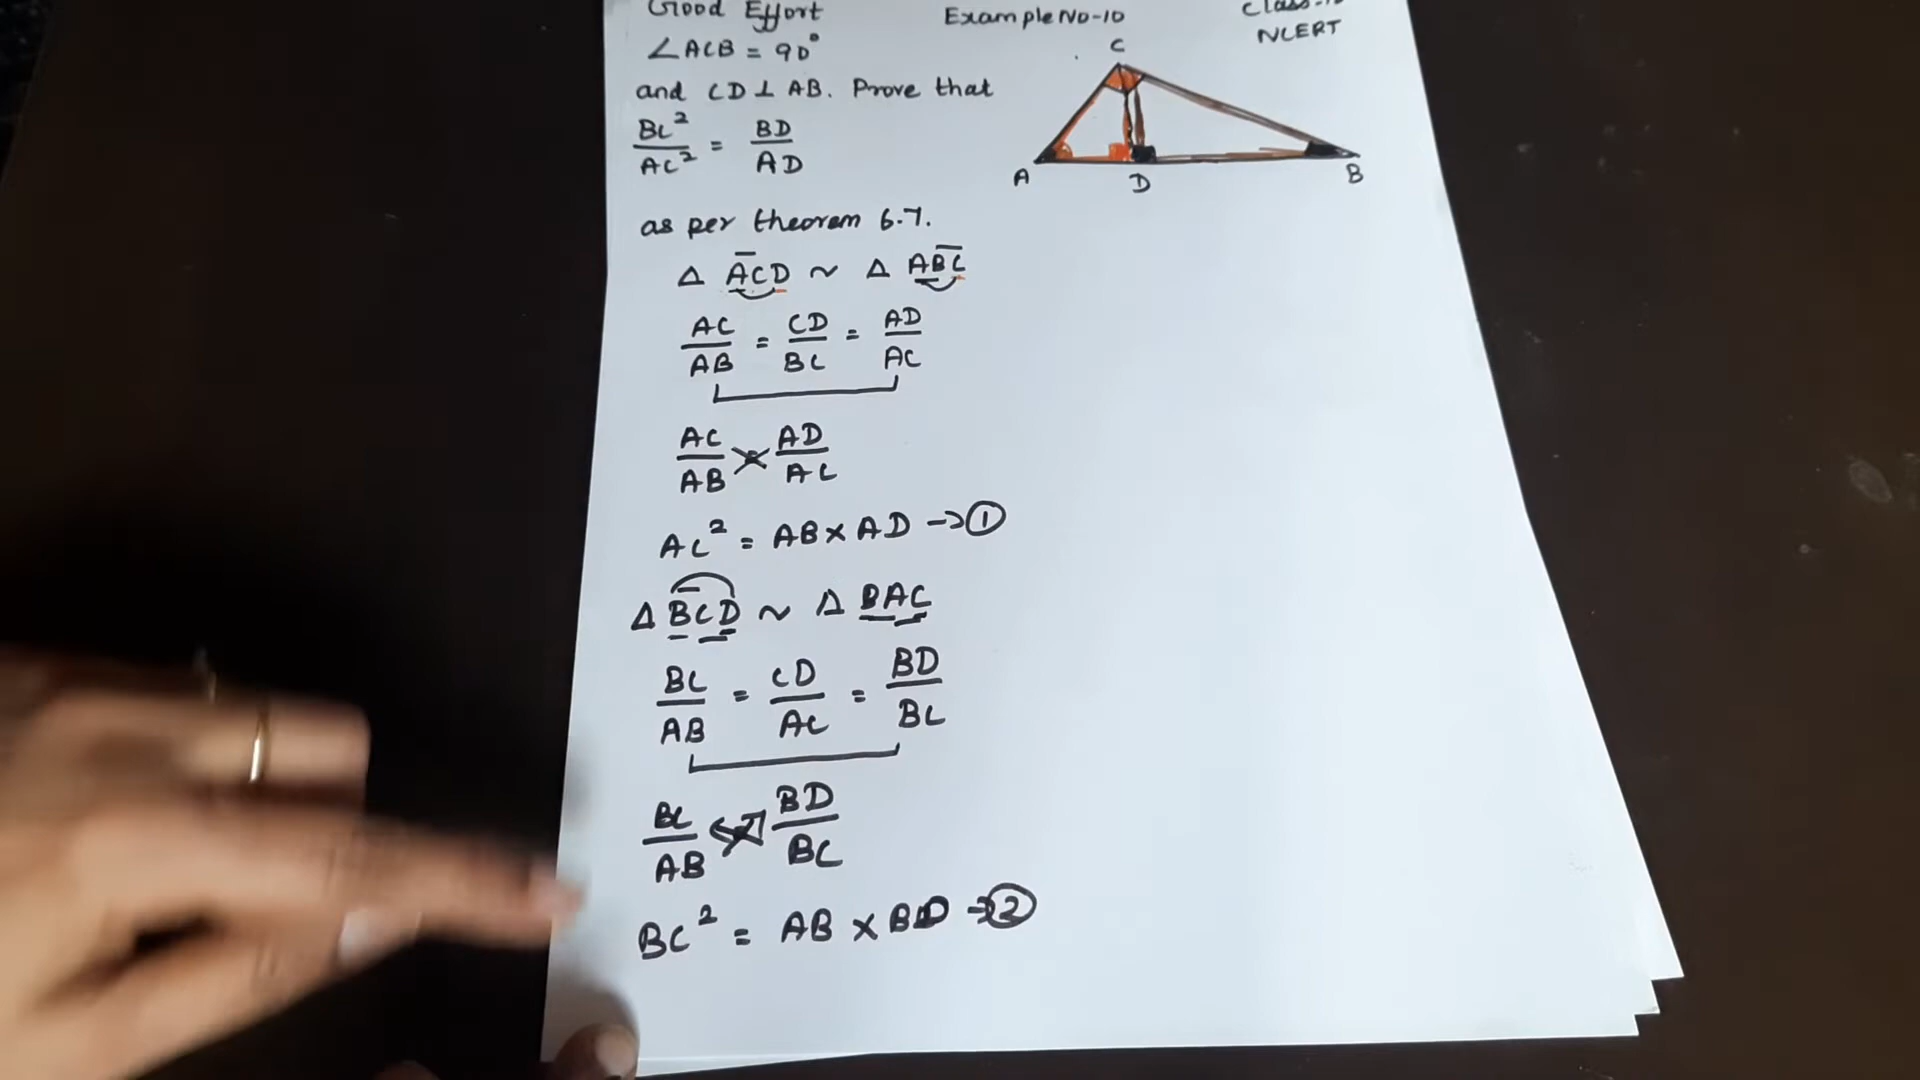 Good Effort
Example No-10
NCERT
∠ACB = 90°
and CD ⊥ AB. Prove that
BC²/AC² = BD/AD
C
A D B
as per theorem 6.7.
Δ ACD ~ Δ ABC
AC/AB = CD/BC = AD/AC
AC/AB = AD/AC
AC² = AB × AD → ①
Δ BCD ~ Δ BAC
BC/AB = CD/AC = BD/BC
BC/AB = BD/BC
BC² = AB × BD → ②